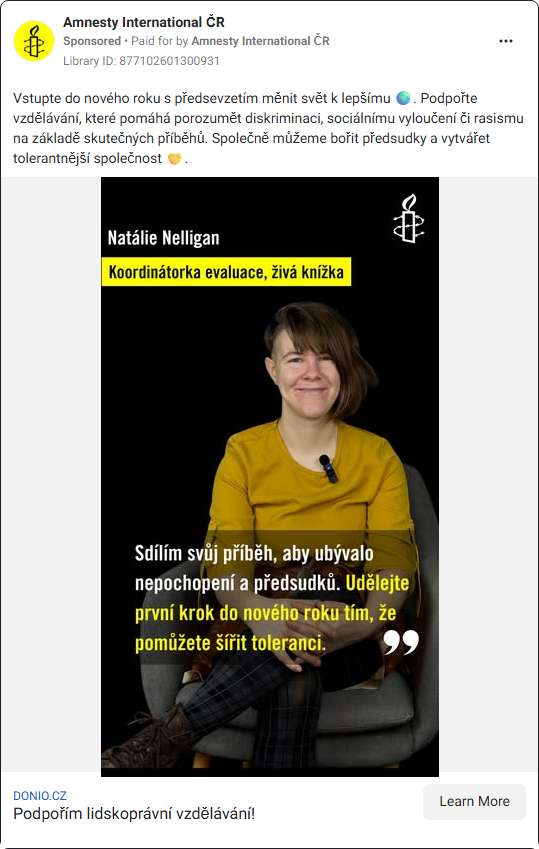 Amnesty International ČR
Sponsored • Paid for by Amnesty International ČR
Library ID: 877102601300931
Vstupte do nového roku s předsevzetím měnit svět k lepšímu 🌍 . Podpořte
vzdělávání, které pomáhá porozumět diskriminaci, sociálnímu vyloučení či rasismu
na základě skutečných příběhů. Společně můžeme bořit předsudky a vytvářet
tolerantnější společnost 🤝 .
Natálie Nelligan
Koordinátorka evaluace, živá knížka
Sdílím svůj příběh, aby ubývalo
nepochopení a předsudků. Udělejte
první krok do nového roku tím, že
pomůžete šířit toleranci.
”
DONIO.CZ
Podpořím lidskoprávní vzdělávání!
Learn More